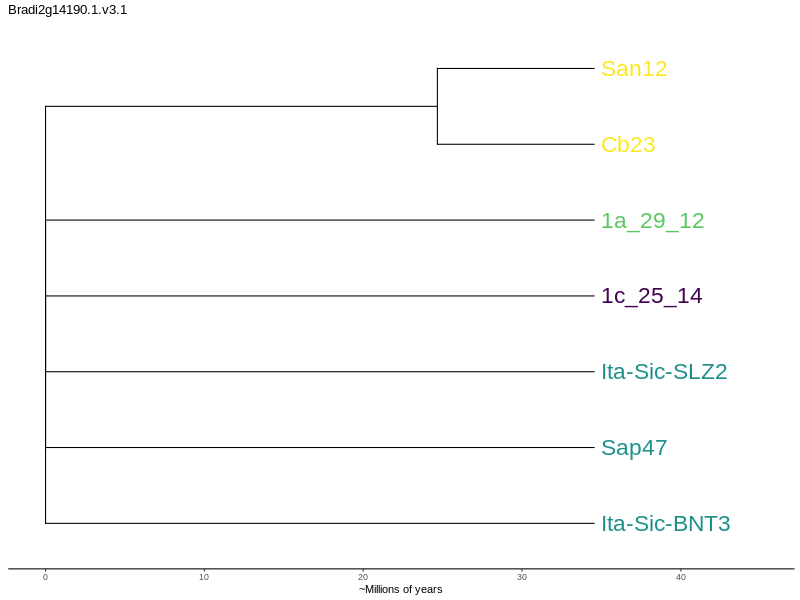 Bradi2g14190.1.v3.1
San12
Cb23
1a_29_12
1c_25_14
Ita-Sic-SLZ2
Sap47
Ita-Sic-BNT3
0 10 20 30 40
~Millions of years